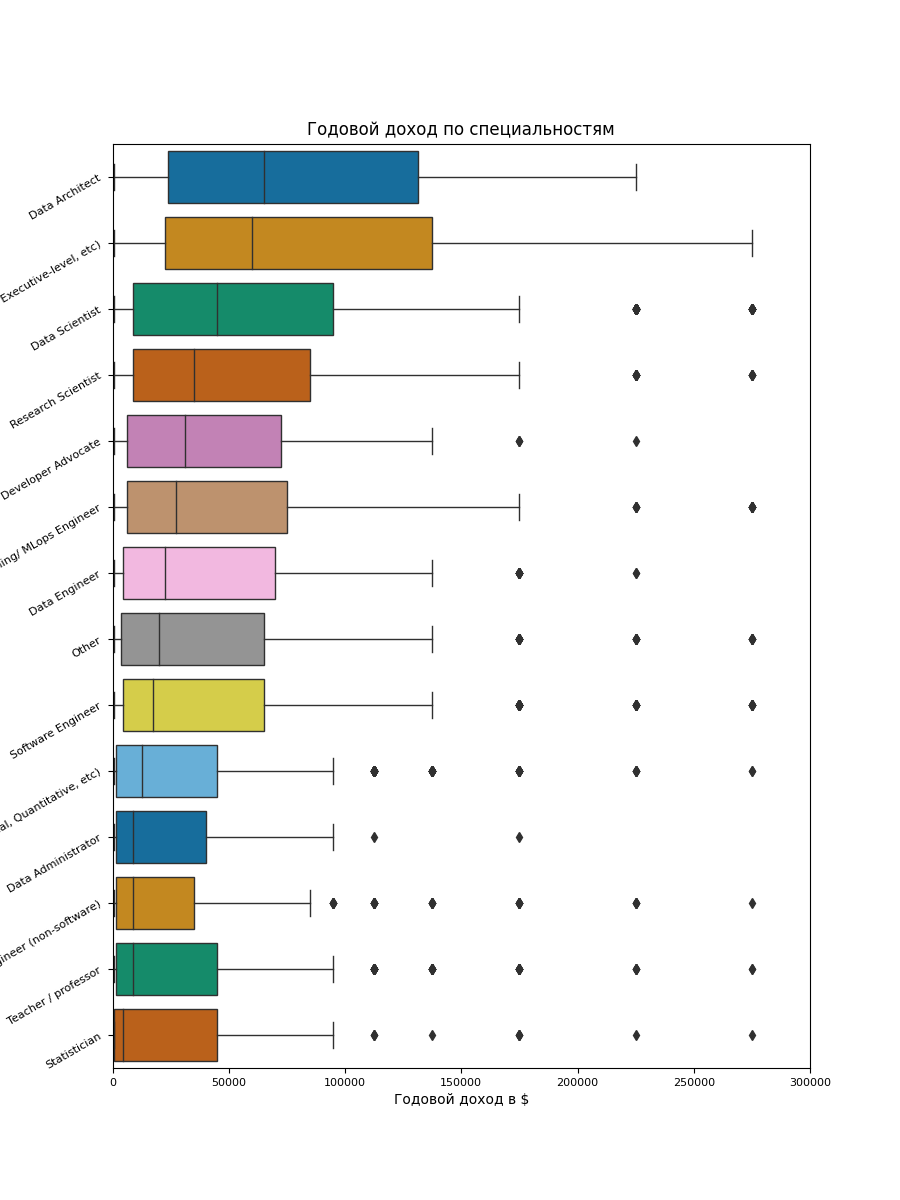 Годовой доход по специальностям
Data Architect
Executive-level, etc)
Data Scientist
Research Scientist
Developer Advocate
MLops Engineer
Data Engineer
Other
Software Engineer
Quantitative, etc)
Data Administrator
(non-software)
Teacher / professor
Statistician
0 50000 100000 150000 200000 250000 300000
Годовой доход в $